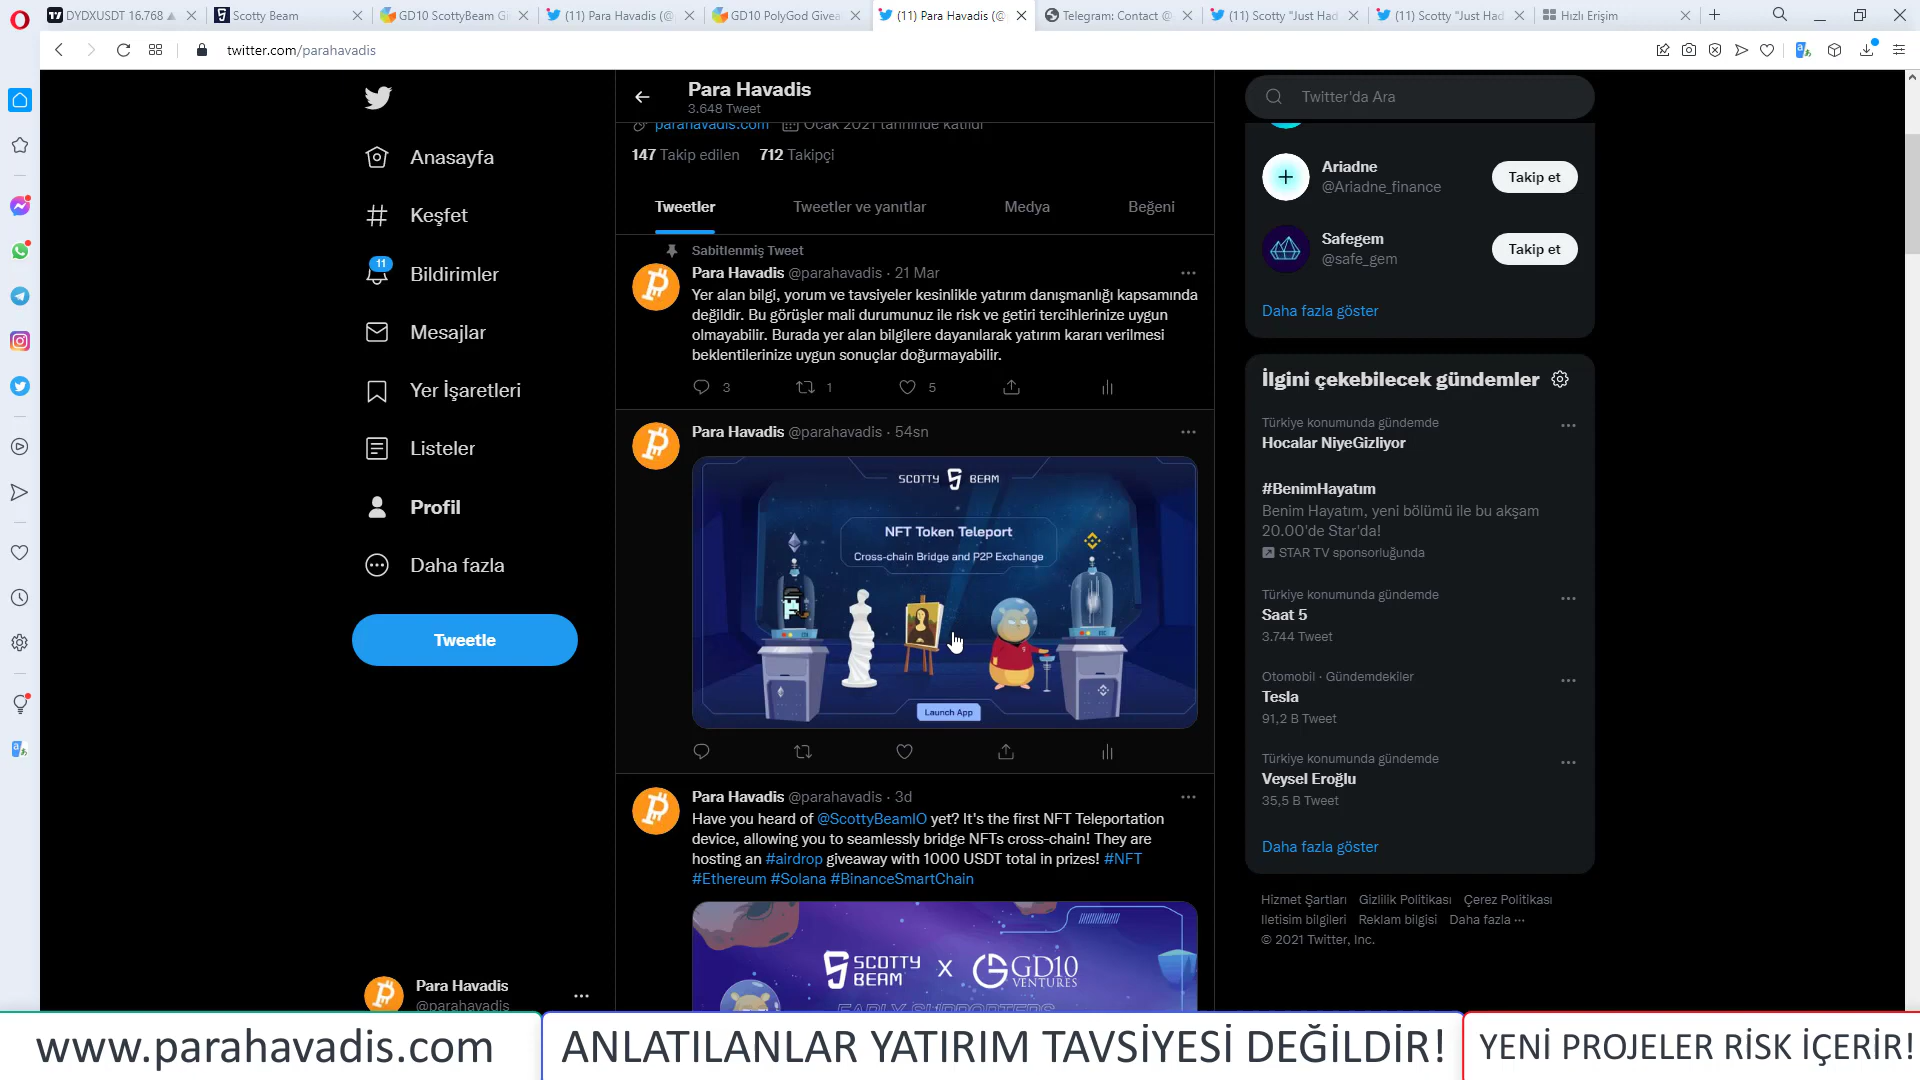 DYDXUSDT 16.768
Scotty Beam
GD10 ScottyBeam Gi
(11) Para Havadis (@
GD10 PolyGod Givea
(11) Para Havadis (@
Telegram: Contact @
(11) Scotty "Just Had
(11) Scotty "Just Had
Hızlı Erişim
twitter.com/parahavadis
Anasayfa
Keşfet
11
Bildirimler
Mesajlar
Yer İşaretleri
Listeler
Profil
Daha fazla
Tweetle
Para Havadis
@parahavadis
Para Havadis
3.648 Tweet
parahavadis.com Ocak 2021 tarihinde katıldı
147 Takip edilen 712 Takipçi
Tweetler Tweetler ve yanıtlar Medya Beğeni
Sabitlenmiş Tweet
Para Havadis @parahavadis · 21 Mar
Yer alan bilgi, yorum ve tavsiyeler kesinlikle yatırım danışmanlığı kapsamında
değildir. Bu görüşler mali durumunuz ile risk ve getiri tercihlerinize uygun
olmayabilir. Burada yer alan bilgilere dayanılarak yatırım kararı verilmesi
beklentilerinize uygun sonuçlar doğurmayabilir.
3 1 5
Para Havadis @parahavadis · 54sn
SCOTTY BEAM
NFT Token Teleport
Cross-chain Bridge and P2P Exchange
Launch App
Para Havadis @parahavadis · 3d
Have you heard of @ScottyBeamIO yet? It's the first NFT Teleportation
device, allowing you to seamlessly bridge NFTs cross-chain! They are
hosting an #airdrop giveaway with 1000 USDT total in prizes! #NFT
#Ethereum #Solana #BinanceSmartChain
SCOTTY BEAM X GD10 VENTURES
EARLY SUPPORTERS
Twitter'da Ara
Ariadne
@Ariadne_finance
Takip et
Safegem
@safe_gem
Takip et
Daha fazla göster
İlgini çekebilecek gündemler
Türkiye konumunda gündemde
Hocalar NiyeGizliyor
#BenimHayatım
Benim Hayatım, yeni bölümü ile bu akşam
20.00'de Star'da!
STAR TV sponsorluğunda
Türkiye konumunda gündemde
Saat 5
3.744 Tweet
Otomobil · Gündemdekiler
Tesla
91,2 B Tweet
Türkiye konumunda gündemde
Veysel Eroğlu
35,5 B Tweet
Daha fazla göster
Hizmet Şartları Gizlilik Politikası Çerez Politikası
İletişim bilgileri Reklam bilgisi Daha fazla ···
© 2021 Twitter, Inc.
www.parahavadis.com
ANLATILANLAR YATIRIM TAVSİYESİ DEĞİLDİR!
YENİ PROJELER RİSK İÇERİR!